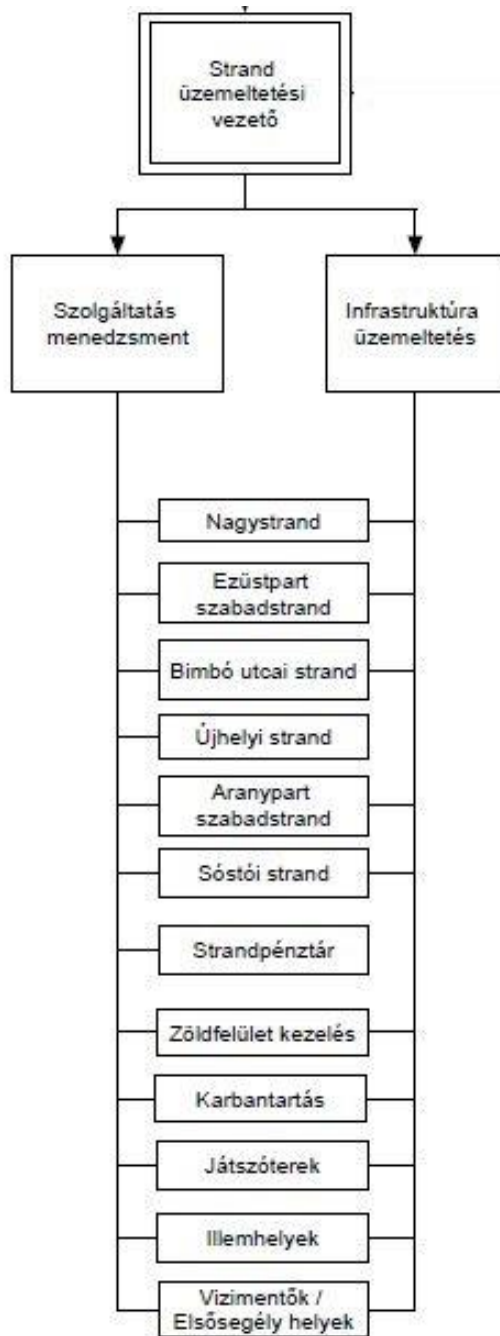 Strand
üzemeltetési
vezető
Szolgáltatás
menedzsment
Infrastruktúra
üzemeltetés
Nagystrand
Ezüstpart
szabadstrand
Bimbó utcai strand
Újhelyi strand
Aranypart
szabadstrand
Sóstói strand
Strandpénztár
Zöldfelület kezelés
Karbantartás
Játszóterek
Illemhelyek
Vizimentők /
Elsősegély helyek